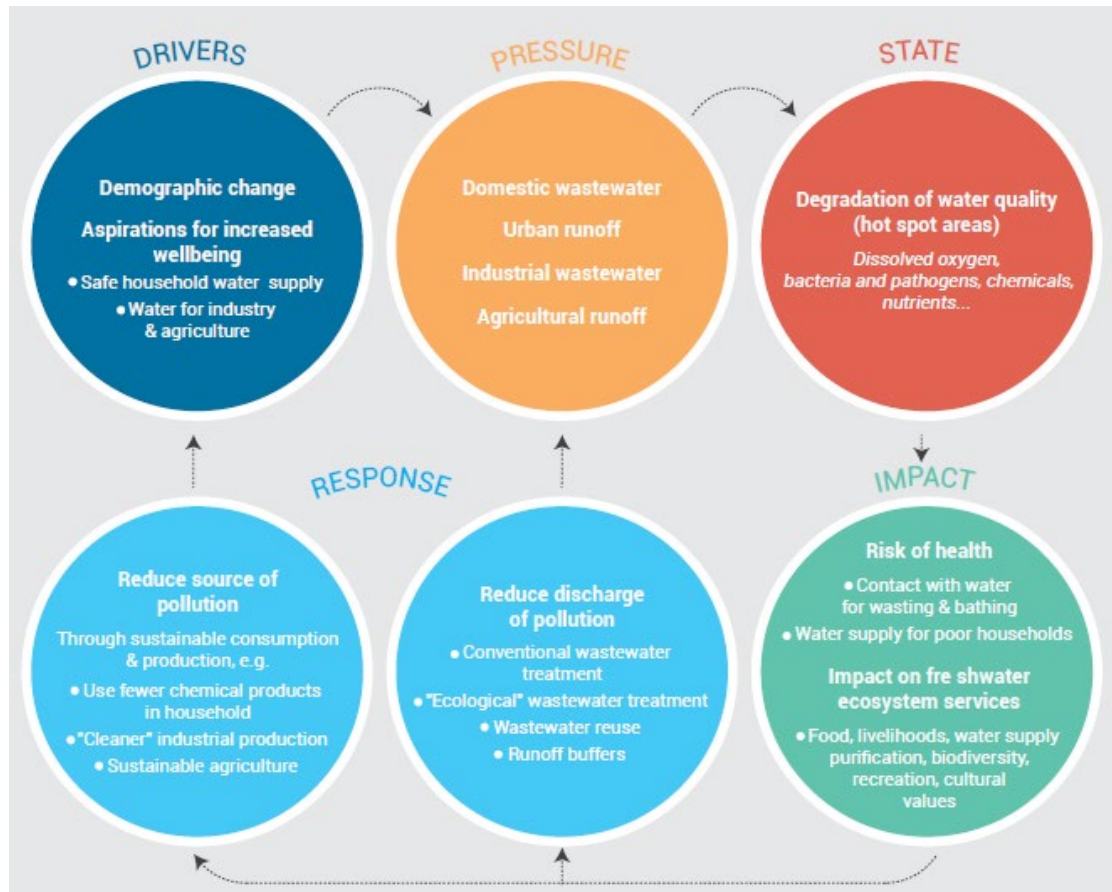 DRIVERS
Demographic change
Aspirations for increased
wellbeing
• Safe household water supply
• Water for industry
& agriculture
PRESSURE
Domestic wastewater
Urban runoff
Industrial wastewater
Agricultural runoff
STATE
Degradation of water quality
(hot spot areas)
Dissolved oxygen,
bacteria and pathogens, chemicals,
nutrients...
RESPONSE
Reduce source of
pollution
Through sustainable consumption
& production, e.g.
• Use fewer chemical products
in household
• "Cleaner" industrial production
• Sustainable agriculture
Reduce discharge
of pollution
• Conventional wastewater
treatment
• "Ecological" wastewater treatment
• Wastewater reuse
• Runoff buffers
IMPACT
Risk of health
• Contact with water
for wasting & bathing
• Water supply for poor households
Impact on fre shwater
ecosystem services
• Food, livelihoods, water supply
purification, biodiversity,
recreation, cultural
values